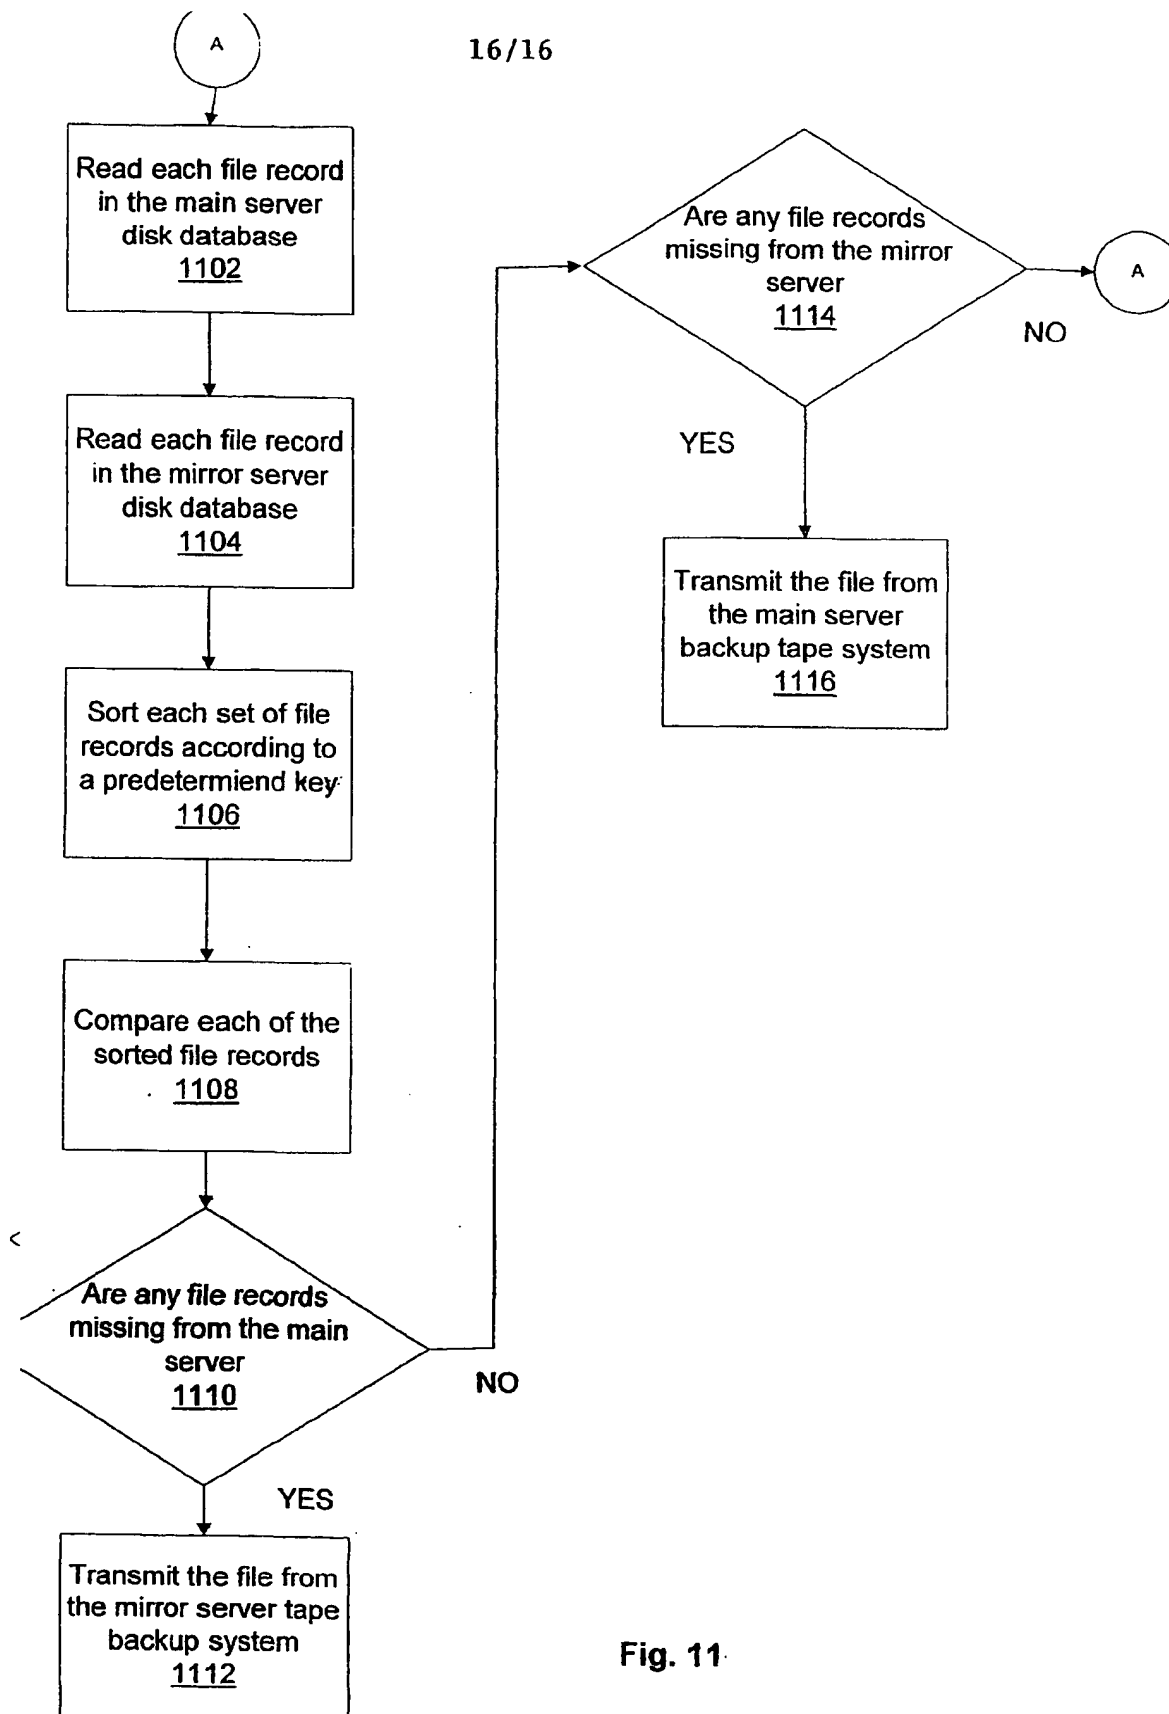 16/16
A
Read each file record
in the main server
disk database
1102
Read each file record
in the mirror server
disk database
1104
Sort each set of file
records according to
a predetermiend key
1106
Compare each of the
sorted file records
1108
Are any file records
missing from the main
server
1110
NO
YES
Transmit the file from
the mirror server tape
backup system
1112
Are any file records
missing from the mirror
server
1114
NO
A
YES
Transmit the file from
the main server
backup tape system
1116
Fig. 11